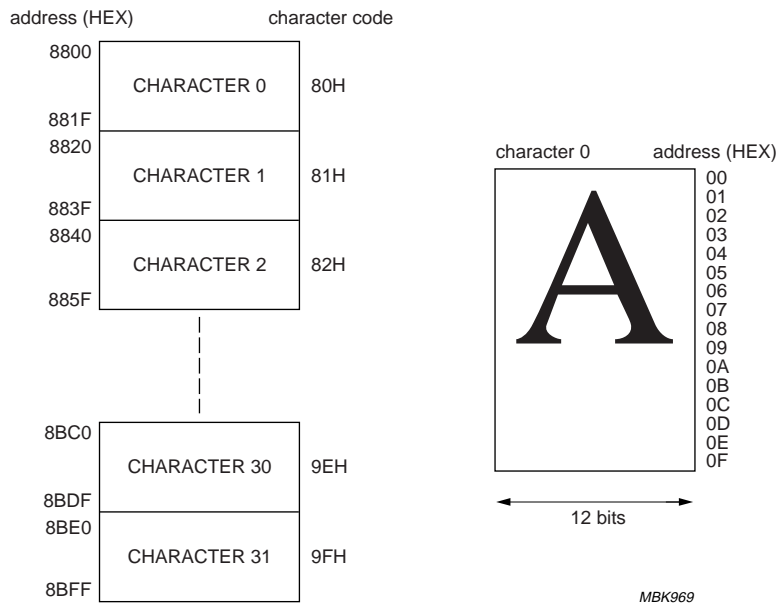 address (HEX) character code
8800
CHARACTER 0 80H
881F
8820
CHARACTER 1 81H
883F
8840
CHARACTER 2 82H
885F
8BC0
CHARACTER 30 9EH
8BDF
8BE0
CHARACTER 31 9FH
8BFF
character 0 address (HEX)
A
00
01
02
03
04
05
06
07
08
09
0A
0B
0C
0D
0E
0F
12 bits
MBK969